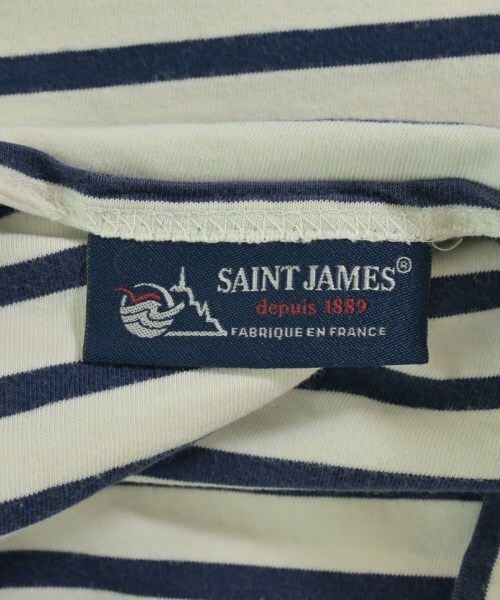 SAINT JAMES®
depuis 1889
FABRIQUE EN FRANCE